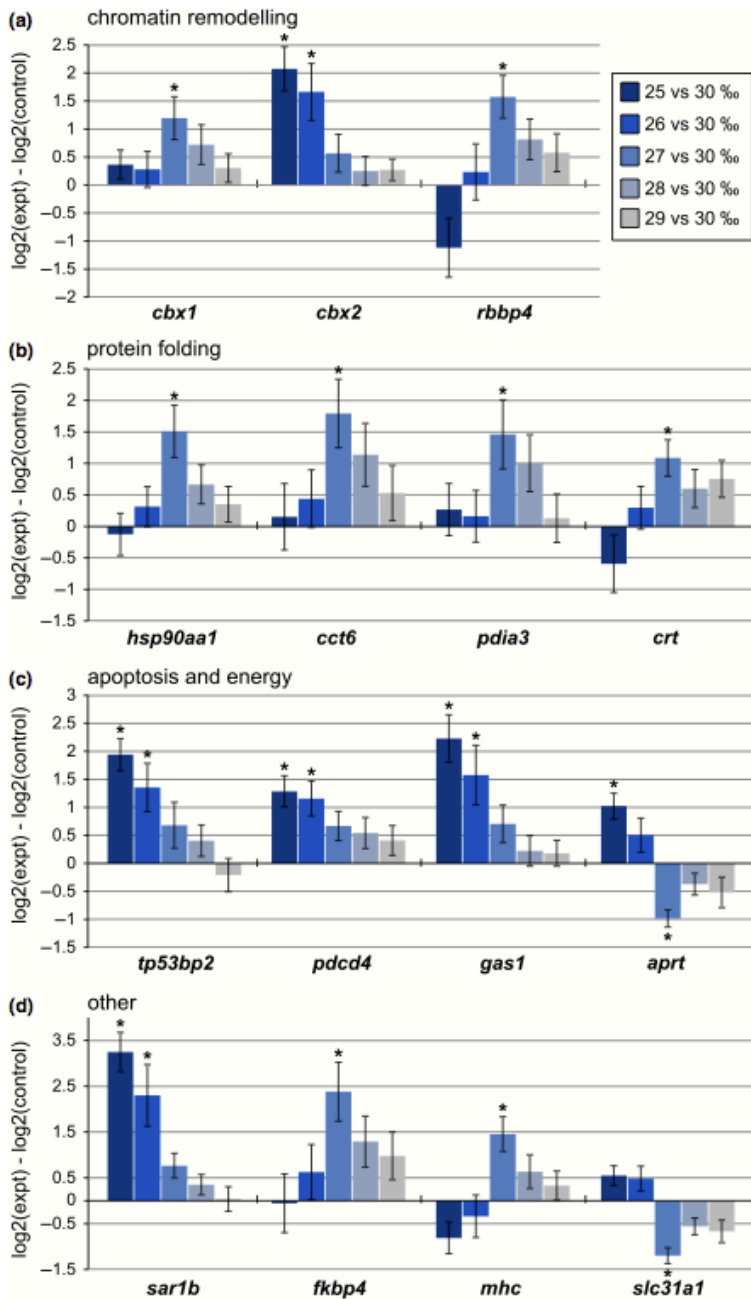 (a) chromatin remodelling
2.5
2
1.5
1
0.5
0
–0.5
–1
–1.5
–2
log2(expt) - log2(control)
* * * *
cbx1 cbx2 rbbp4
25 vs 30 ‰
26 vs 30 ‰
27 vs 30 ‰
28 vs 30 ‰
29 vs 30 ‰
(b) protein folding
2.5
2
1.5
1
0.5
0
–0.5
–1
–1.5
log2(expt) - log2(control)
* * * *
hsp90aa1 cct6 pdia3 crt
(c) apoptosis and energy
3
2.5
2
1.5
1
0.5
0
–0.5
–1
–1.5
log2(expt) - log2(control)
* * * * * * * *
tp53bp2 pdcd4 gas1 aprt
(d) other
3.5
2.5
1.5
0.5
0
–0.5
–1.5
log2(expt) - log2(control)
* * * * *
sar1b fkbp4 mhc slc31a1